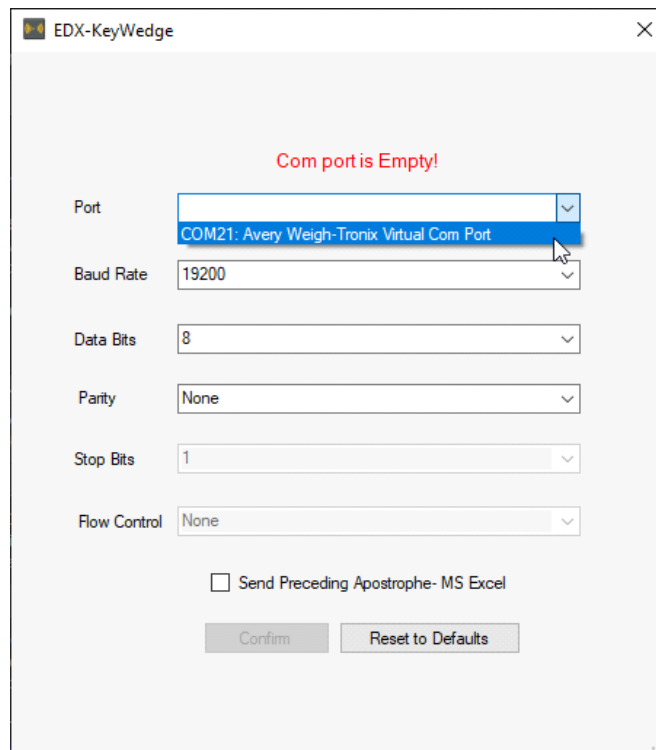 EDX-KeyWedge
Com port is Empty!
Port
COM21: Avery Weigh-Tronix Virtual Com Port
Baud Rate 19200
Data Bits 8
Parity None
Stop Bits 1
Flow Control None
Send Preceding Apostrophe- MS Excel
Confirm Reset to Defaults